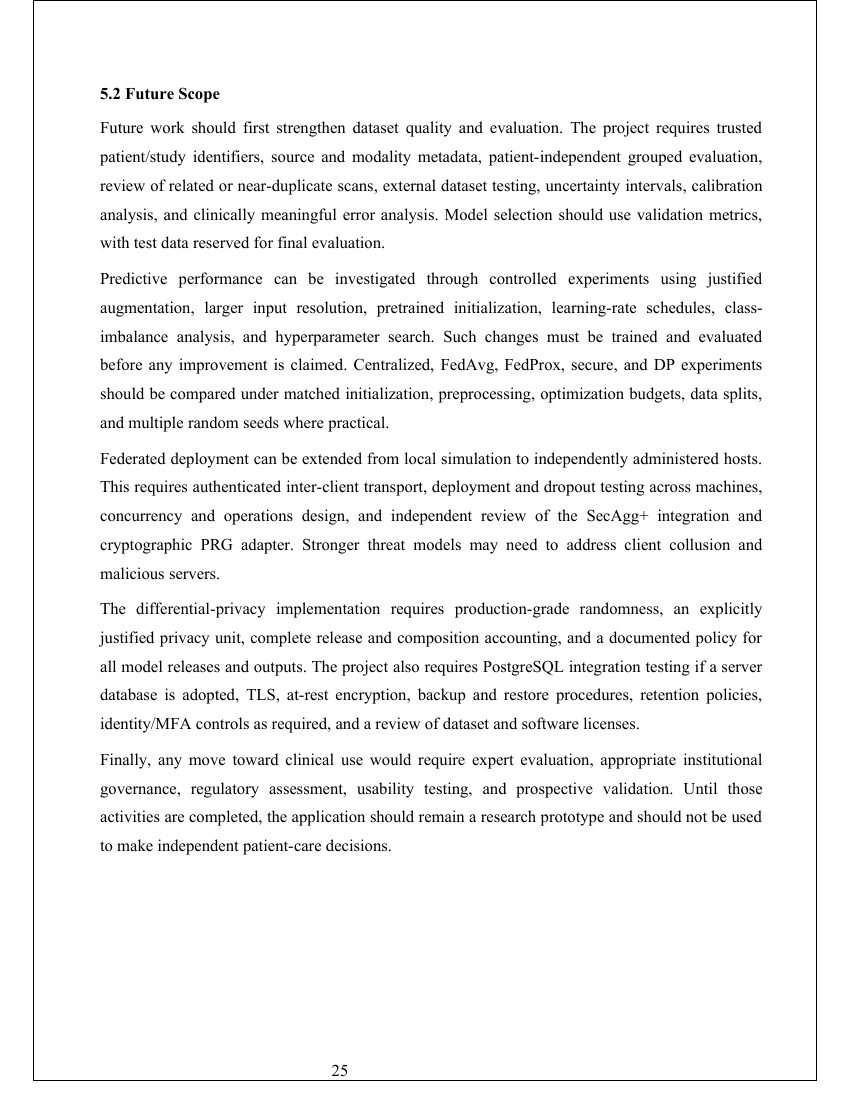 5.2 Future Scope
Future work should first strengthen dataset quality and evaluation. The project requires trusted
patient/study identifiers, source and modality metadata, patient-independent grouped evaluation,
review of related or near-duplicate scans, external dataset testing, uncertainty intervals, calibration
analysis, and clinically meaningful error analysis. Model selection should use validation metrics,
with test data reserved for final evaluation.
Predictive performance can be investigated through controlled experiments using justified
augmentation, larger input resolution, pretrained initialization, learning-rate schedules, class-
imbalance analysis, and hyperparameter search. Such changes must be trained and evaluated
before any improvement is claimed. Centralized, FedAvg, FedProx, secure, and DP experiments
should be compared under matched initialization, preprocessing, optimization budgets, data splits,
and multiple random seeds where practical.
Federated deployment can be extended from local simulation to independently administered hosts.
This requires authenticated inter-client transport, deployment and dropout testing across machines,
concurrency and operations design, and independent review of the SecAgg+ integration and
cryptographic PRG adapter. Stronger threat models may need to address client collusion and
malicious servers.
The differential-privacy implementation requires production-grade randomness, an explicitly
justified privacy unit, complete release and composition accounting, and a documented policy for
all model releases and outputs. The project also requires PostgreSQL integration testing if a server
database is adopted, TLS, at-rest encryption, backup and restore procedures, retention policies,
identity/MFA controls as required, and a review of dataset and software licenses.
Finally, any move toward clinical use would require expert evaluation, appropriate institutional
governance, regulatory assessment, usability testing, and prospective validation. Until those
activities are completed, the application should remain a research prototype and should not be used
to make independent patient-care decisions.
25